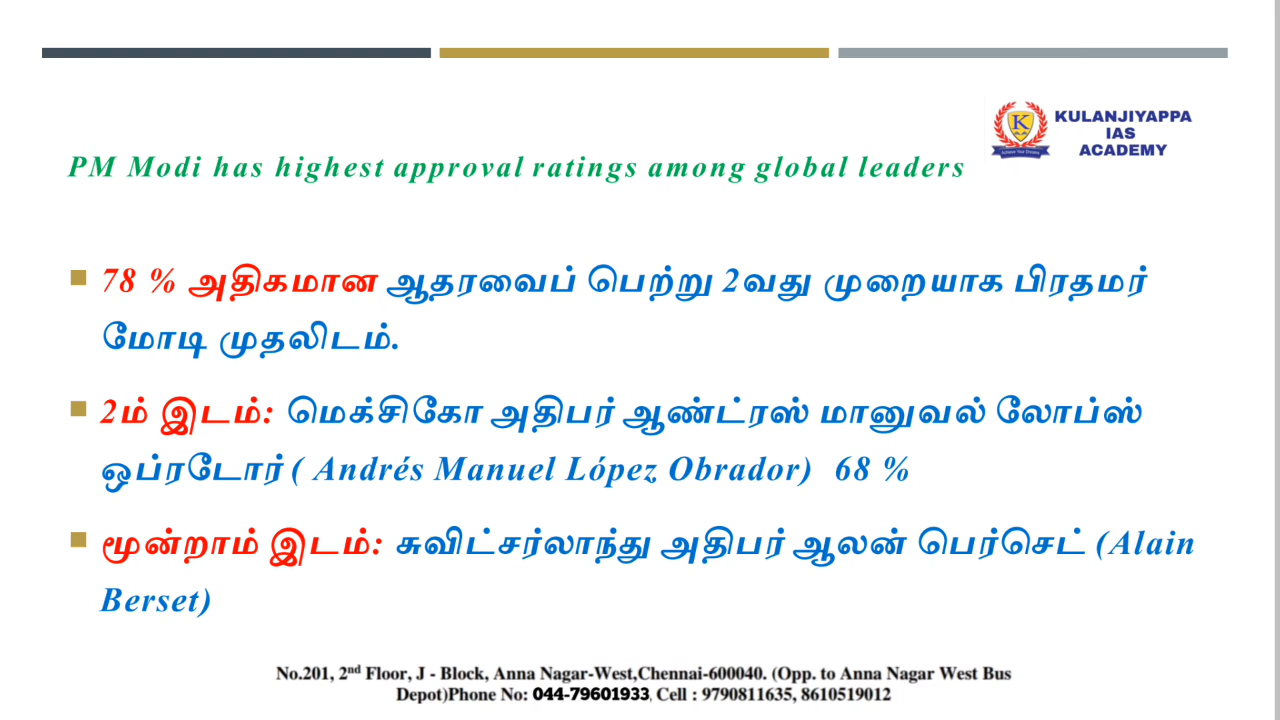 KULANJIYAPPA
IAS
ACADEMY
PM Modi has highest approval ratings among global leaders
78 % அதிகமான ஆதரவைப் பெற்று 2வது முறையாக பிரதமர்
மோடி முதலிடம்.
2ம் இடம்: மெக்சிகோ அதிபர் ஆண்ட்ரஸ் மானுவல் லோப்ஸ்
ஒப்ரடோர் ( Andrés Manuel López Obrador) 68 %
மூன்றாம் இடம்: சுவிட்சர்லாந்து அதிபர் ஆலன் பெர்செட் (Alain
Berset)
No.201, 2nd Floor, J - Block, Anna Nagar-West,Chennai-600040. (Opp. to Anna Nagar West Bus
Depot)Phone No: 044-79601933, Cell : 9790811635, 8610519012